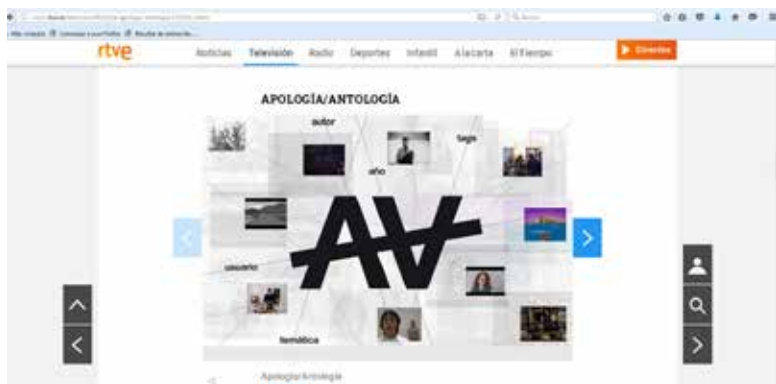 rtve
Noticias Televisión Radio Deportes Infantil A la carta El Tiempo
Directos
APOLOGÍA/ANTOLOGÍA
autor
tags
año
AV
usuario
temática
Apología/Antología